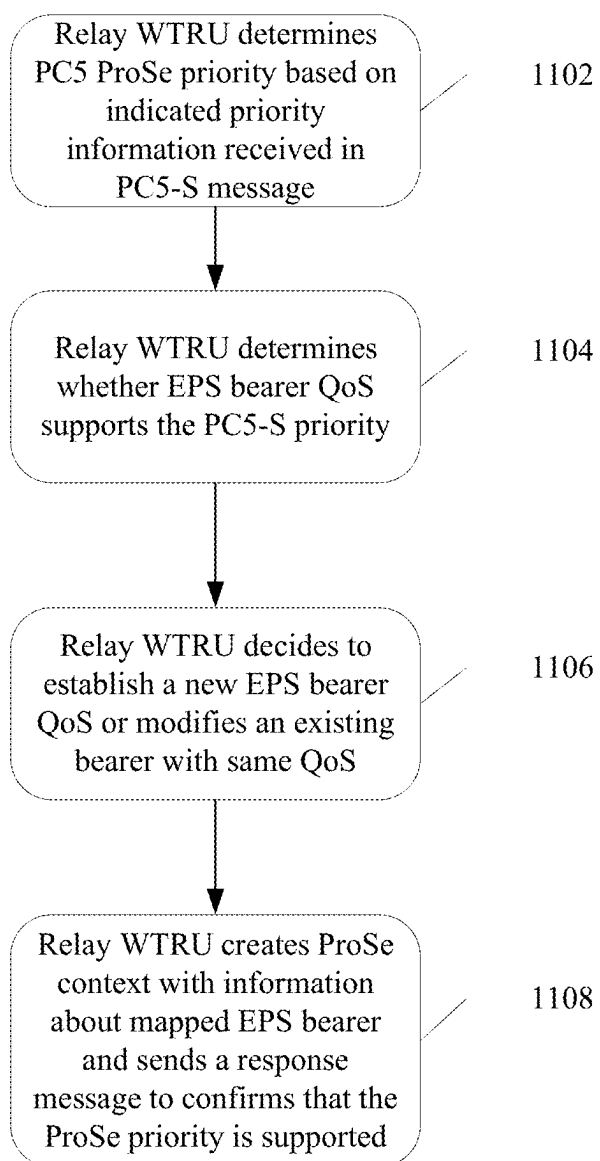 Relay WTRU determines
PC5 ProSe priority based on
indicated priority
information received in
PC5-S message
1102
Relay WTRU determines
whether EPS bearer QoS
supports the PC5-S priority
1104
Relay WTRU decides to
establish a new EPS bearer
QoS or modifies an existing
bearer with same QoS
1106
Relay WTRU creates ProSe
context with information
about mapped EPS bearer
and sends a response
message to confirms that the
ProSe priority is supported
1108